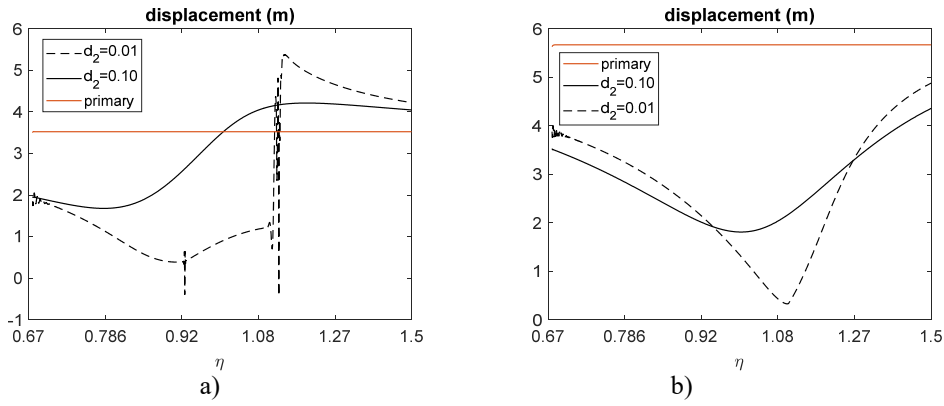 displacement (m)
6
5
4
3
2
1
0
-1
d2=0.01
d2=0.10
primary
0.67 0.786 0.92 1.08 1.27 1.5
η
a)
displacement (m)
6
5
4
3
2
1
0
primary
d2=0.10
d2=0.01
0.67 0.786 0.92 1.08 1.27 1.5
η
b)